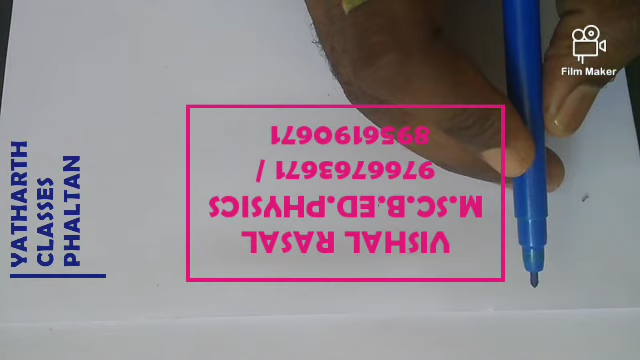 YATHARTH
CLASSES
PHALTAN
VISHAL RASAL
M.SC.B.ED.PHYSICS
9766763671 /
8956190671
Film Maker